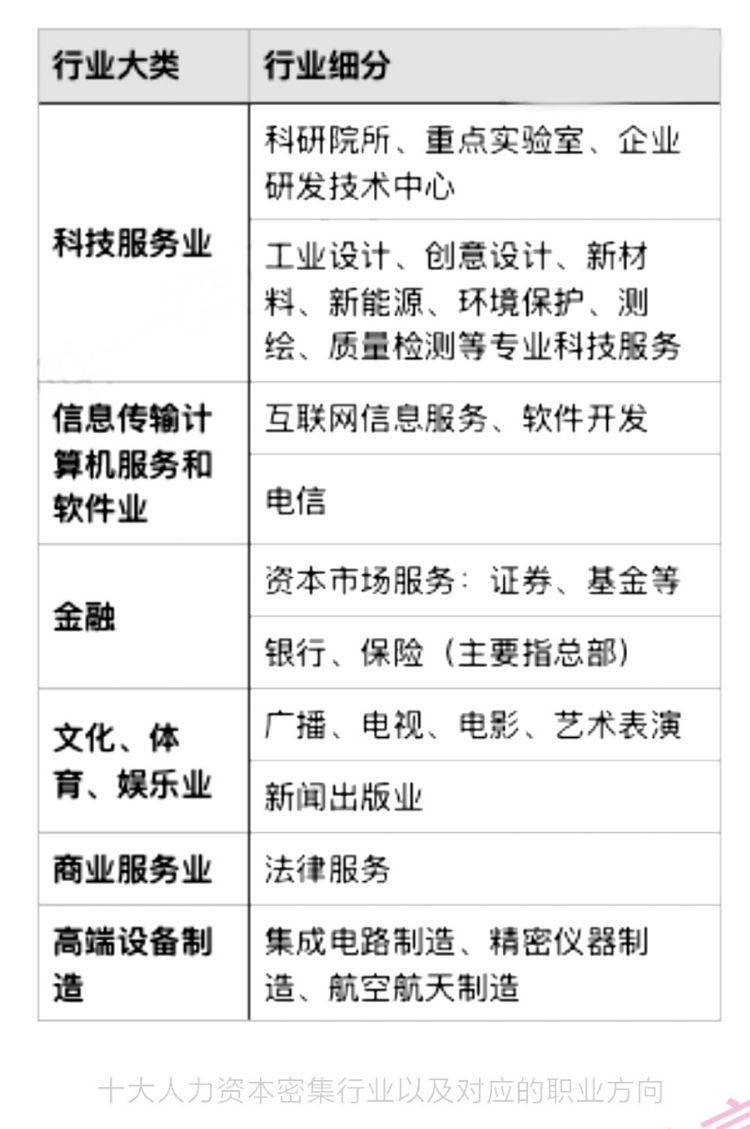 行业大类 行业细分
科研院所、重点实验室、企业
研发技术中心
科技服务业
工业设计、创意设计、新材
料、新能源、环境保护、测
绘、质量检测等专业科技服务
信息传输计
算机服务和
软件业
互联网信息服务、软件开发
电信
金融
资本市场服务：证券、基金等
银行、保险（主要指总部）
文化、体
育、娱乐业
广播、电视、电影、艺术表演
新闻出版业
商业服务业 法律服务
高端设备制
造
集成电路制造、精密仪器制
造、航空航天制造
十大人力资本密集行业以及对应的职业方向